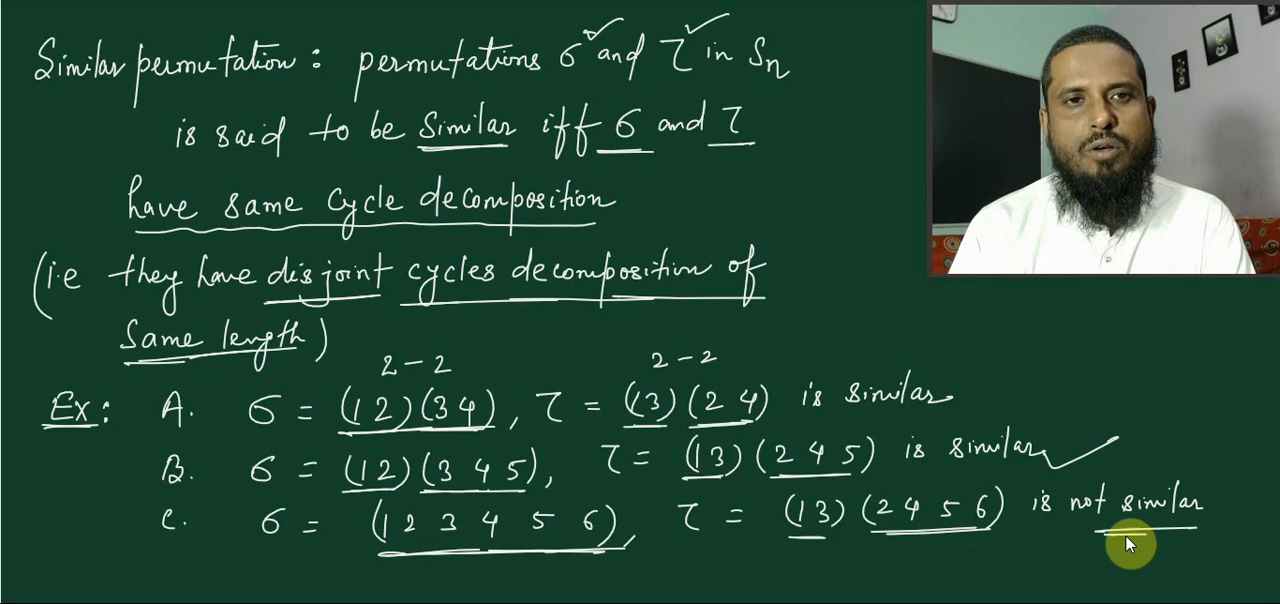 Similar permutation : permutations σ and τ in Sn
is said to be Similar iff σ and τ
have same cycle decomposition
(i.e they have disjoint cycles decomposition of
Same length)
2 - 2 2 - 2
Ex: A. σ = (1 2)(3 4), τ = (1 3)(2 4) is similar.
B. σ = (1 2)(3 4 5), τ = (1 3)(2 4 5) is similar
C. σ = (1 2 3 4 5 6), τ = (1 3)(2 4 5 6) is not similar